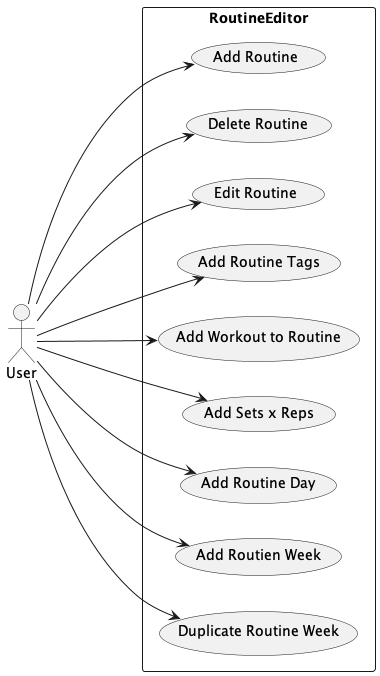 RoutineEditor
Add Routine
Delete Routine
Edit Routine
Add Routine Tags
Add Workout to Routine
User
Add Sets x Reps
Add Routine Day
Add Routien Week
Duplicate Routine Week